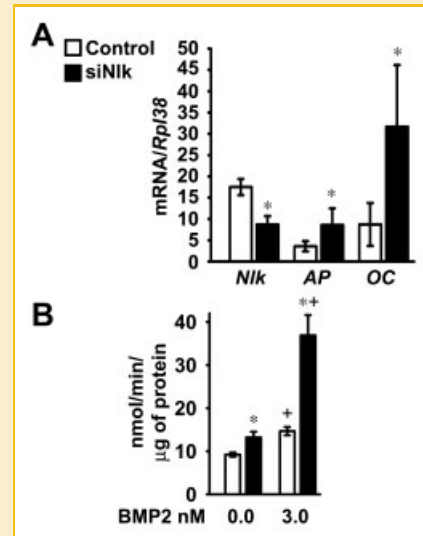 A
Control
siNlk
mRNA/Rpl38
50
45
40
35
30
25
20
15
10
5
0
*
*
*
Nlk AP OC
B
nmol/min/
μg of protein
40
30
20
10
0
*
+
*+
BMP2 nM 0.0 3.0